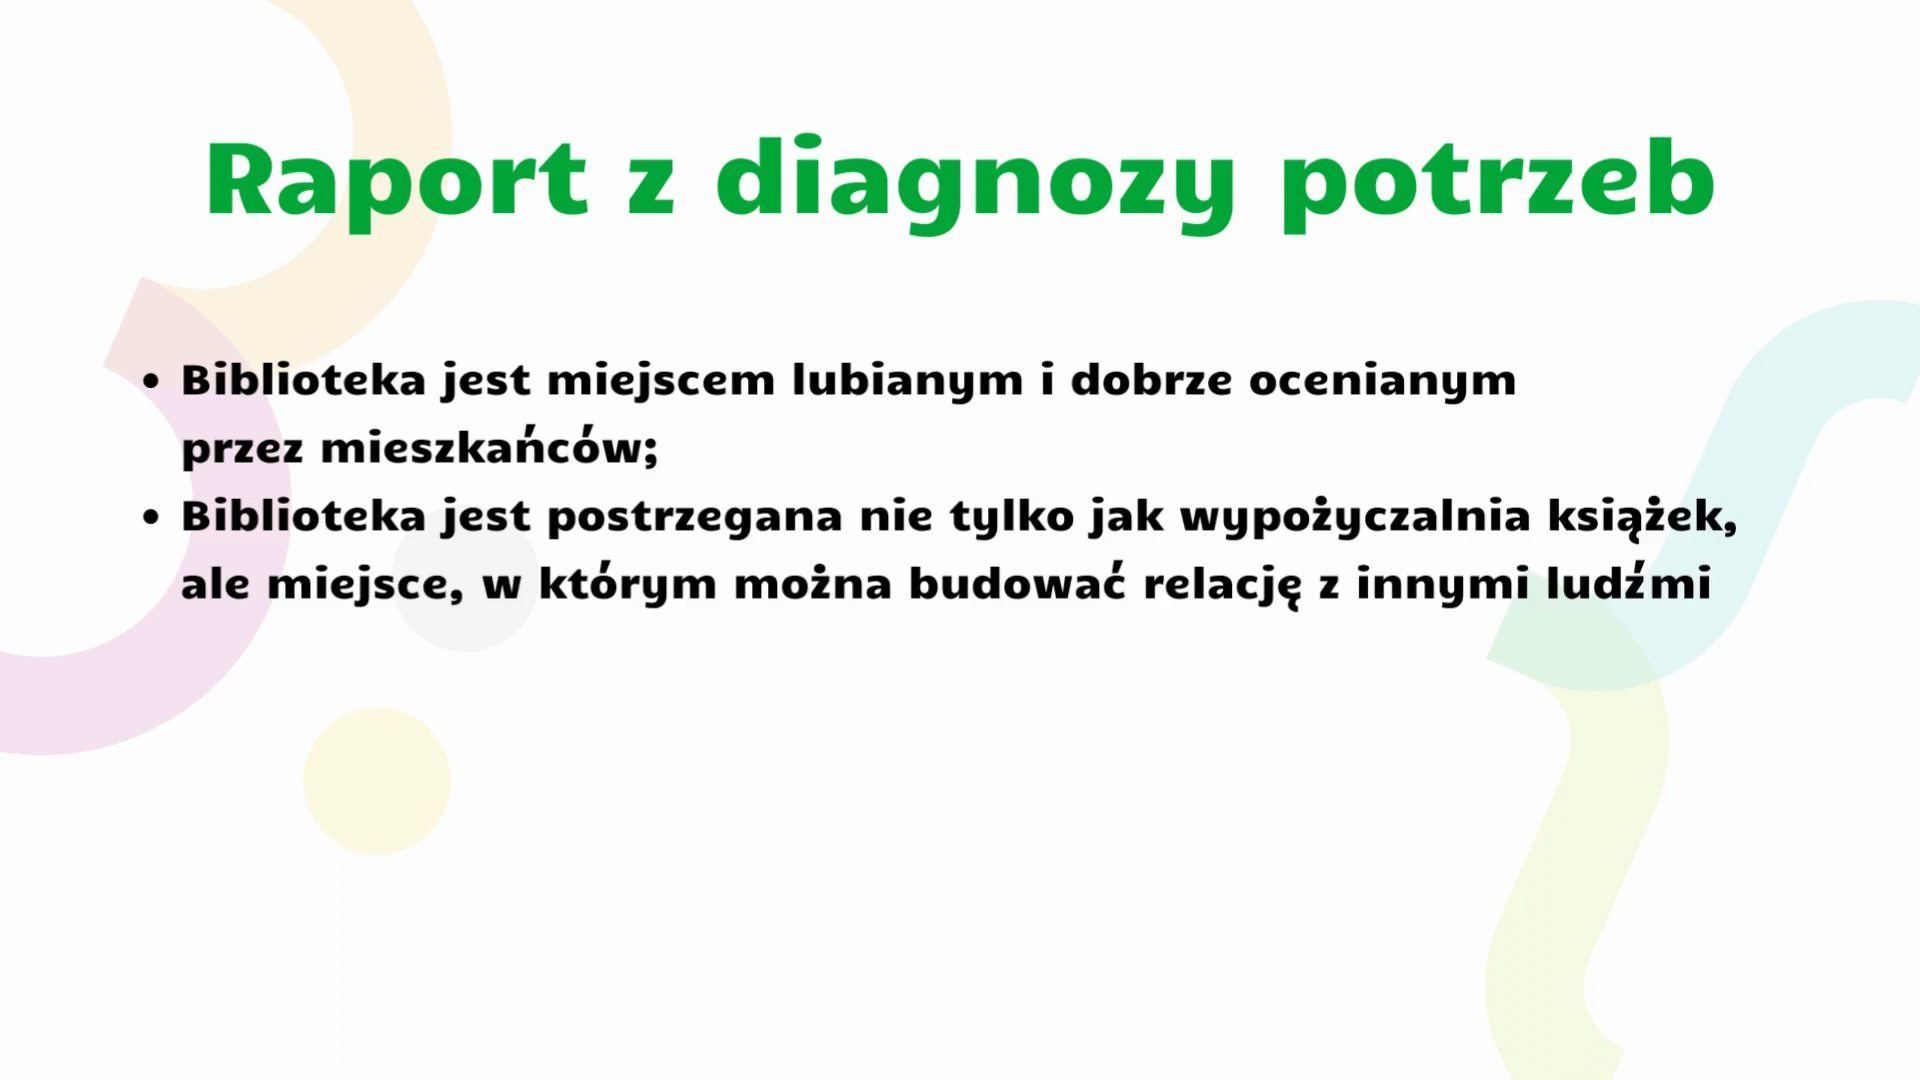 Raport z diagnozy potrzeb
• Biblioteka jest miejscem lubianym i dobrze ocenianym
przez mieszkańców;
• Biblioteka jest postrzegana nie tylko jak wypożyczalnia książek,
ale miejsce, w którym można budować relację z innymi ludźmi